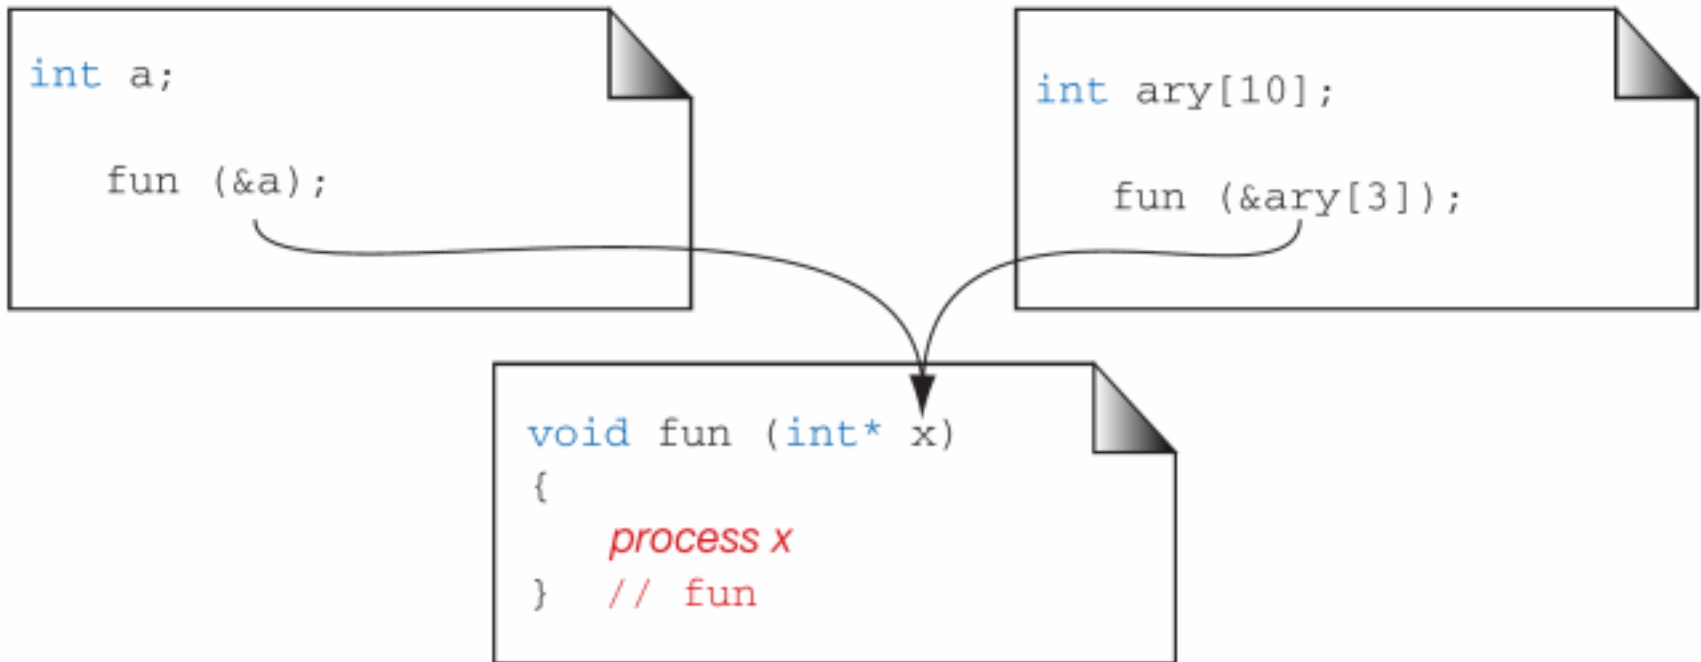 int a;
fun (&a);
int ary[10];
fun (&ary[3]);
void fun (int* x)
{
process x
} // fun